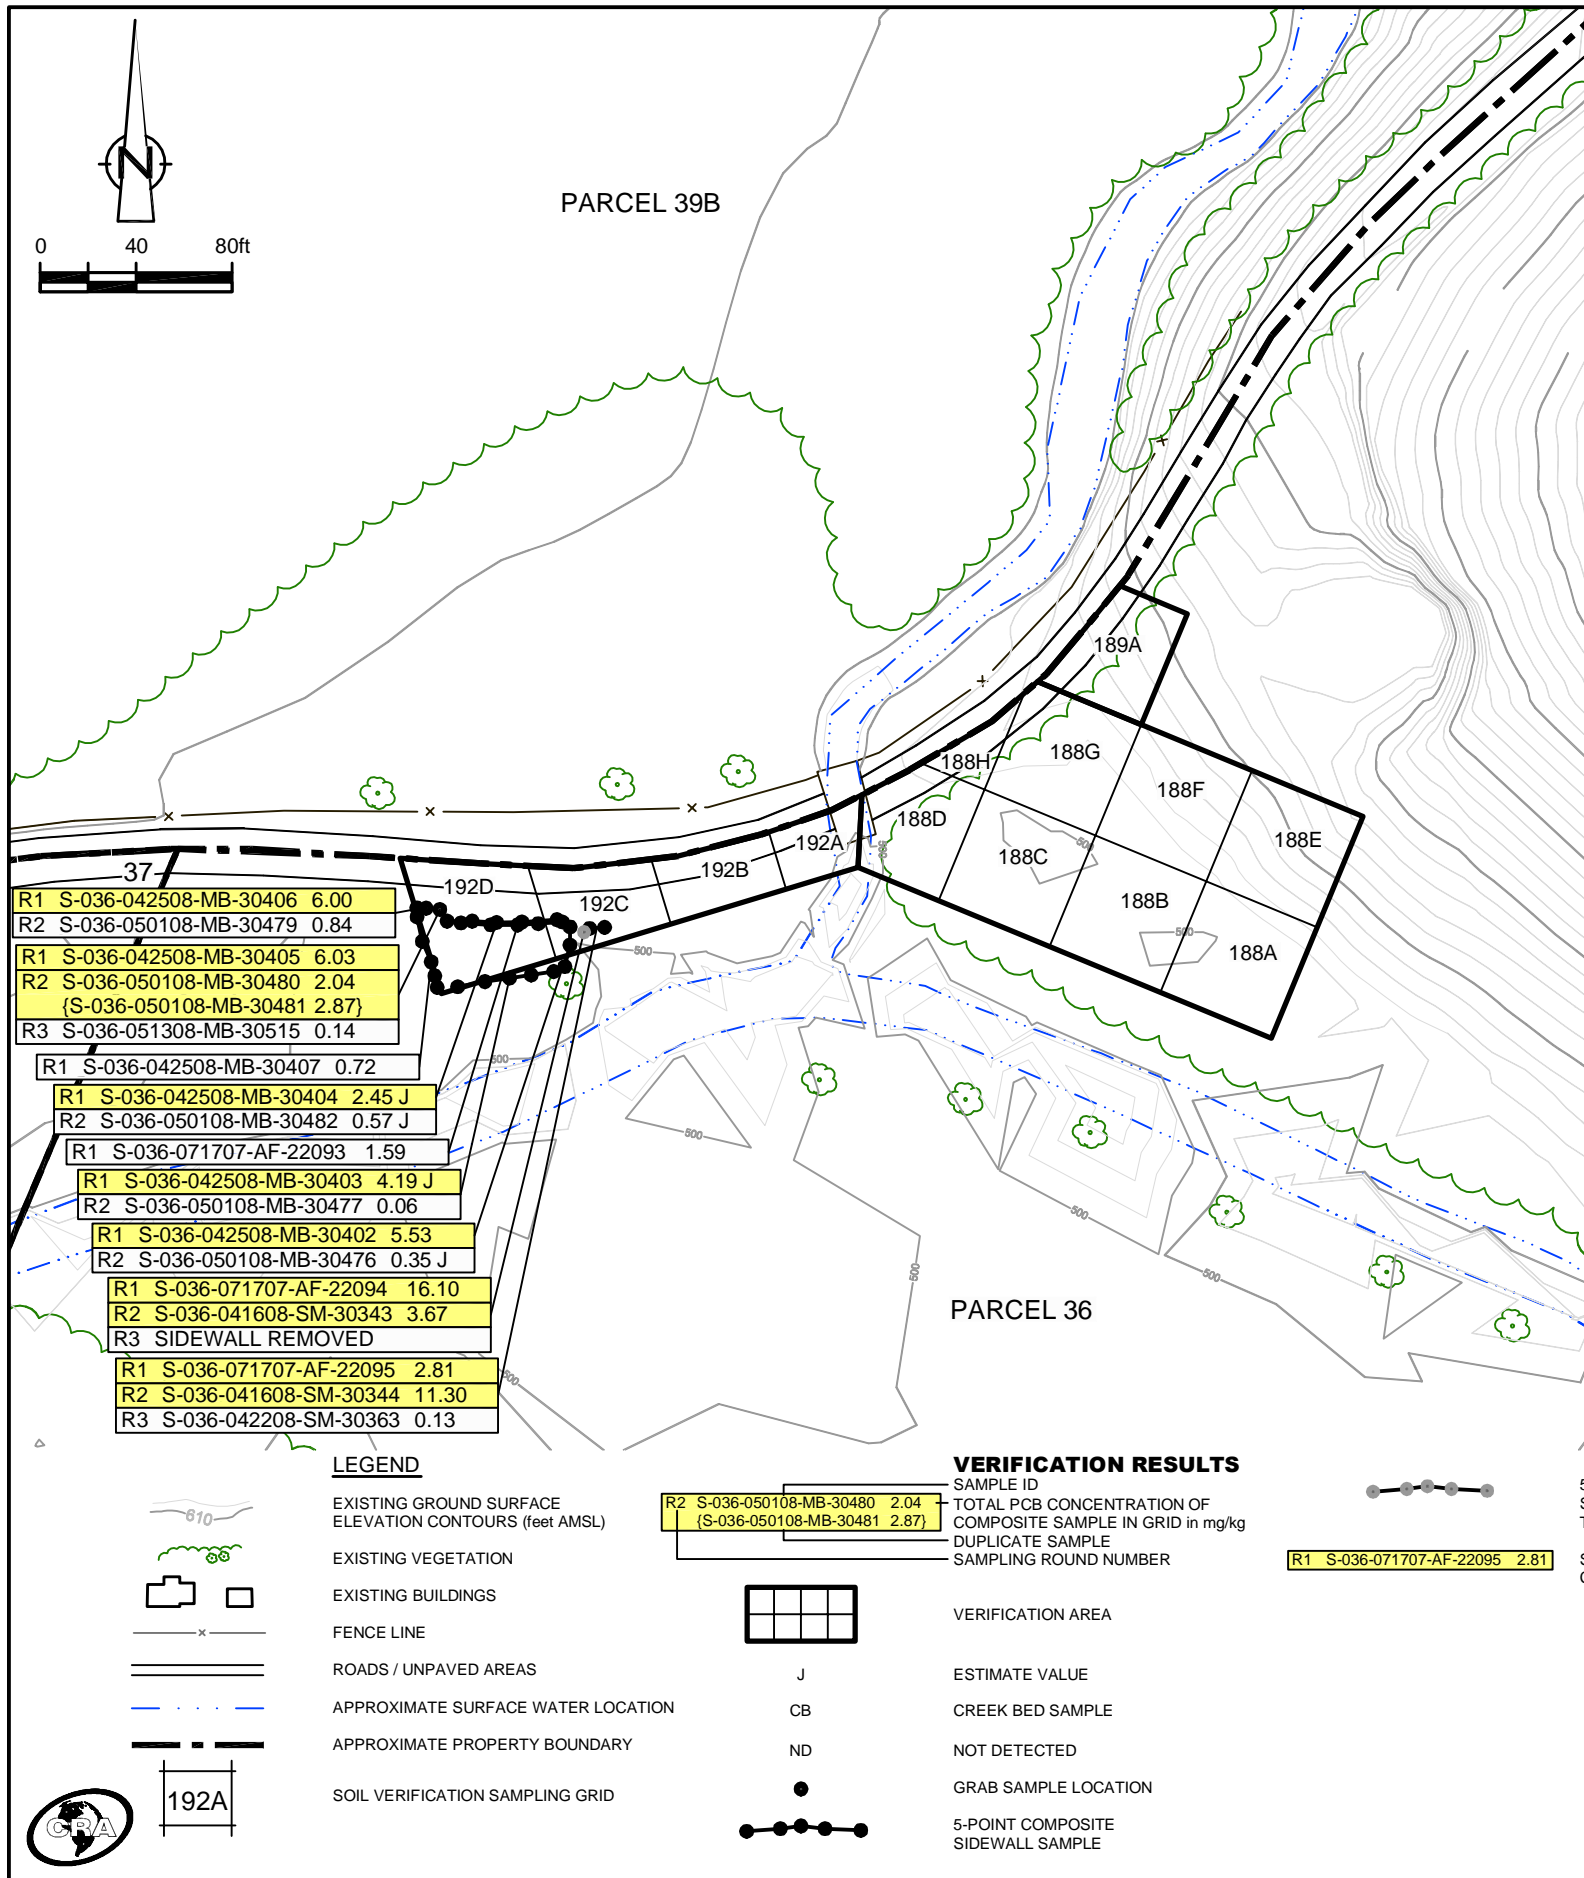 N
0 40 80ft
PARCEL 39B
189A
188G
188H
188F
188D
188E
188C
500
192A
192B
500
188B
500
188A
37
192D
192C
500
R1 S-036-042508-MB-30406 6.00
R2 S-036-050108-MB-30479 0.84
R1 S-036-042508-MB-30405 6.03
R2 S-036-050108-MB-30480 2.04
{S-036-050108-MB-30481 2.87}
R3 S-036-051308-MB-30515 0.14
R1 S-036-042508-MB-30407 0.72
500
R1 S-036-042508-MB-30404 2.45 J
R2 S-036-050108-MB-30482 0.57 J
500
R1 S-036-071707-AF-22093 1.59
R1 S-036-042508-MB-30403 4.19 J
R2 S-036-050108-MB-30477 0.06
500
R1 S-036-042508-MB-30402 5.53
R2 S-036-050108-MB-30476 0.35 J
500
500
R1 S-036-071707-AF-22094 16.10
R2 S-036-041608-SM-30343 3.67
R3 SIDEWALL REMOVED
PARCEL 36
R1 S-036-071707-AF-22095 2.81
R2 S-036-041608-SM-30344 11.30
R3 S-036-042208-SM-30363 0.13
500
LEGEND
610
EXISTING GROUND SURFACE
ELEVATION CONTOURS (feet AMSL)
EXISTING VEGETATION
EXISTING BUILDINGS
FENCE LINE
ROADS / UNPAVED AREAS
APPROXIMATE SURFACE WATER LOCATION
APPROXIMATE PROPERTY BOUNDARY
192A
SOIL VERIFICATION SAMPLING GRID
CRA
VERIFICATION RESULTS
R2 S-036-050108-MB-30480 2.04
{S-036-050108-MB-30481 2.87}
SAMPLE ID
TOTAL PCB CONCENTRATION OF
COMPOSITE SAMPLE IN GRID in mg/kg
DUPLICATE SAMPLE
SAMPLING ROUND NUMBER
VERIFICATION AREA
J ESTIMATE VALUE
CB CREEK BED SAMPLE
ND NOT DETECTED
GRAB SAMPLE LOCATION
5-POINT COMPOSITE
SIDEWALL SAMPLE
R1 S-036-071707-AF-22095 2.81